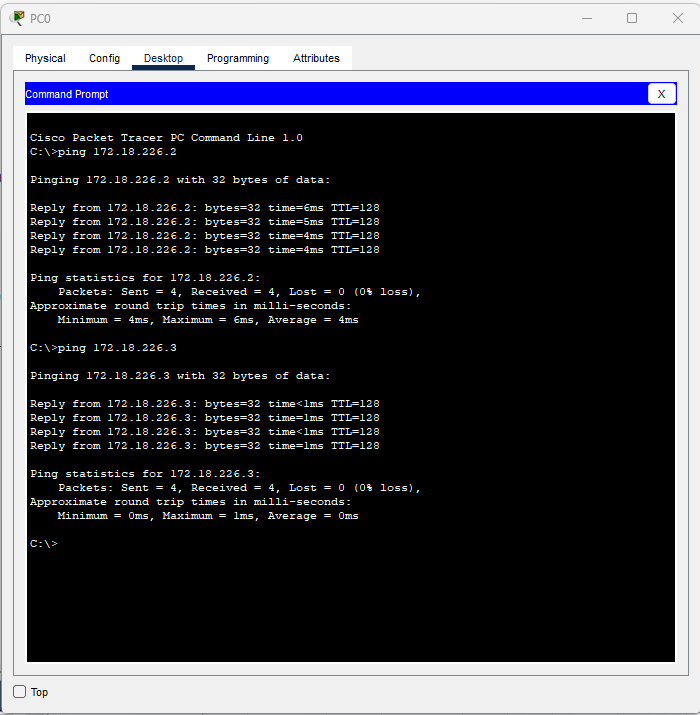 PC0
Physical Config Desktop Programming Attributes
Command Prompt X
Cisco Packet Tracer PC Command Line 1.0
C:\>ping 172.18.226.2
Pinging 172.18.226.2 with 32 bytes of data:
Reply from 172.18.226.2: bytes=32 time=6ms TTL=128
Reply from 172.18.226.2: bytes=32 time=5ms TTL=128
Reply from 172.18.226.2: bytes=32 time=4ms TTL=128
Reply from 172.18.226.2: bytes=32 time=4ms TTL=128
Ping statistics for 172.18.226.2:
    Packets: Sent = 4, Received = 4, Lost = 0 (0% loss),
Approximate round trip times in milli-seconds:
    Minimum = 4ms, Maximum = 6ms, Average = 4ms
C:\>ping 172.18.226.3
Pinging 172.18.226.3 with 32 bytes of data:
Reply from 172.18.226.3: bytes=32 time<1ms TTL=128
Reply from 172.18.226.3: bytes=32 time=1ms TTL=128
Reply from 172.18.226.3: bytes=32 time<1ms TTL=128
Reply from 172.18.226.3: bytes=32 time=1ms TTL=128
Ping statistics for 172.18.226.3:
    Packets: Sent = 4, Received = 4, Lost = 0 (0% loss),
Approximate round trip times in milli-seconds:
    Minimum = 0ms, Maximum = 1ms, Average = 0ms
C:\>
Top